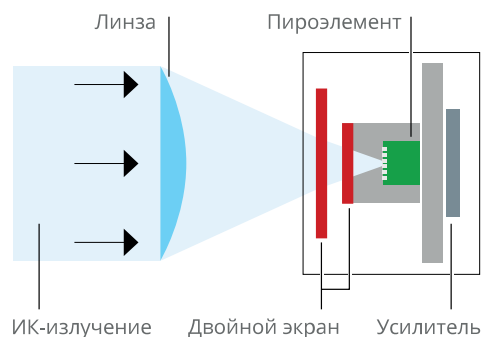 Линза
Пироэлемент
ИК-излучение
Двойной экран
Усилитель